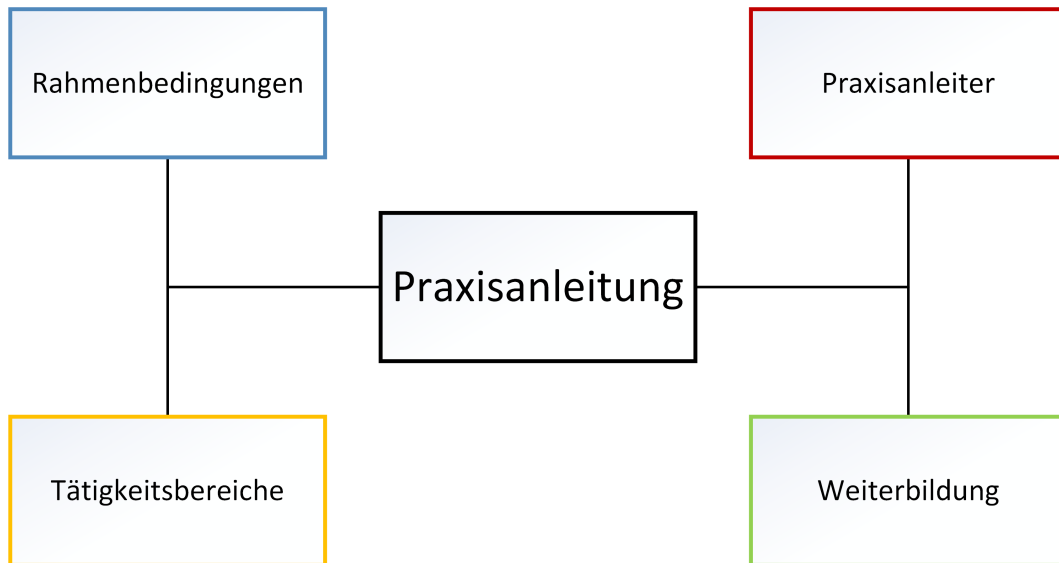 Rahmenbedingungen
Praxisanleiter
Praxisanleitung
Tätigkeitsbereiche
Weiterbildung